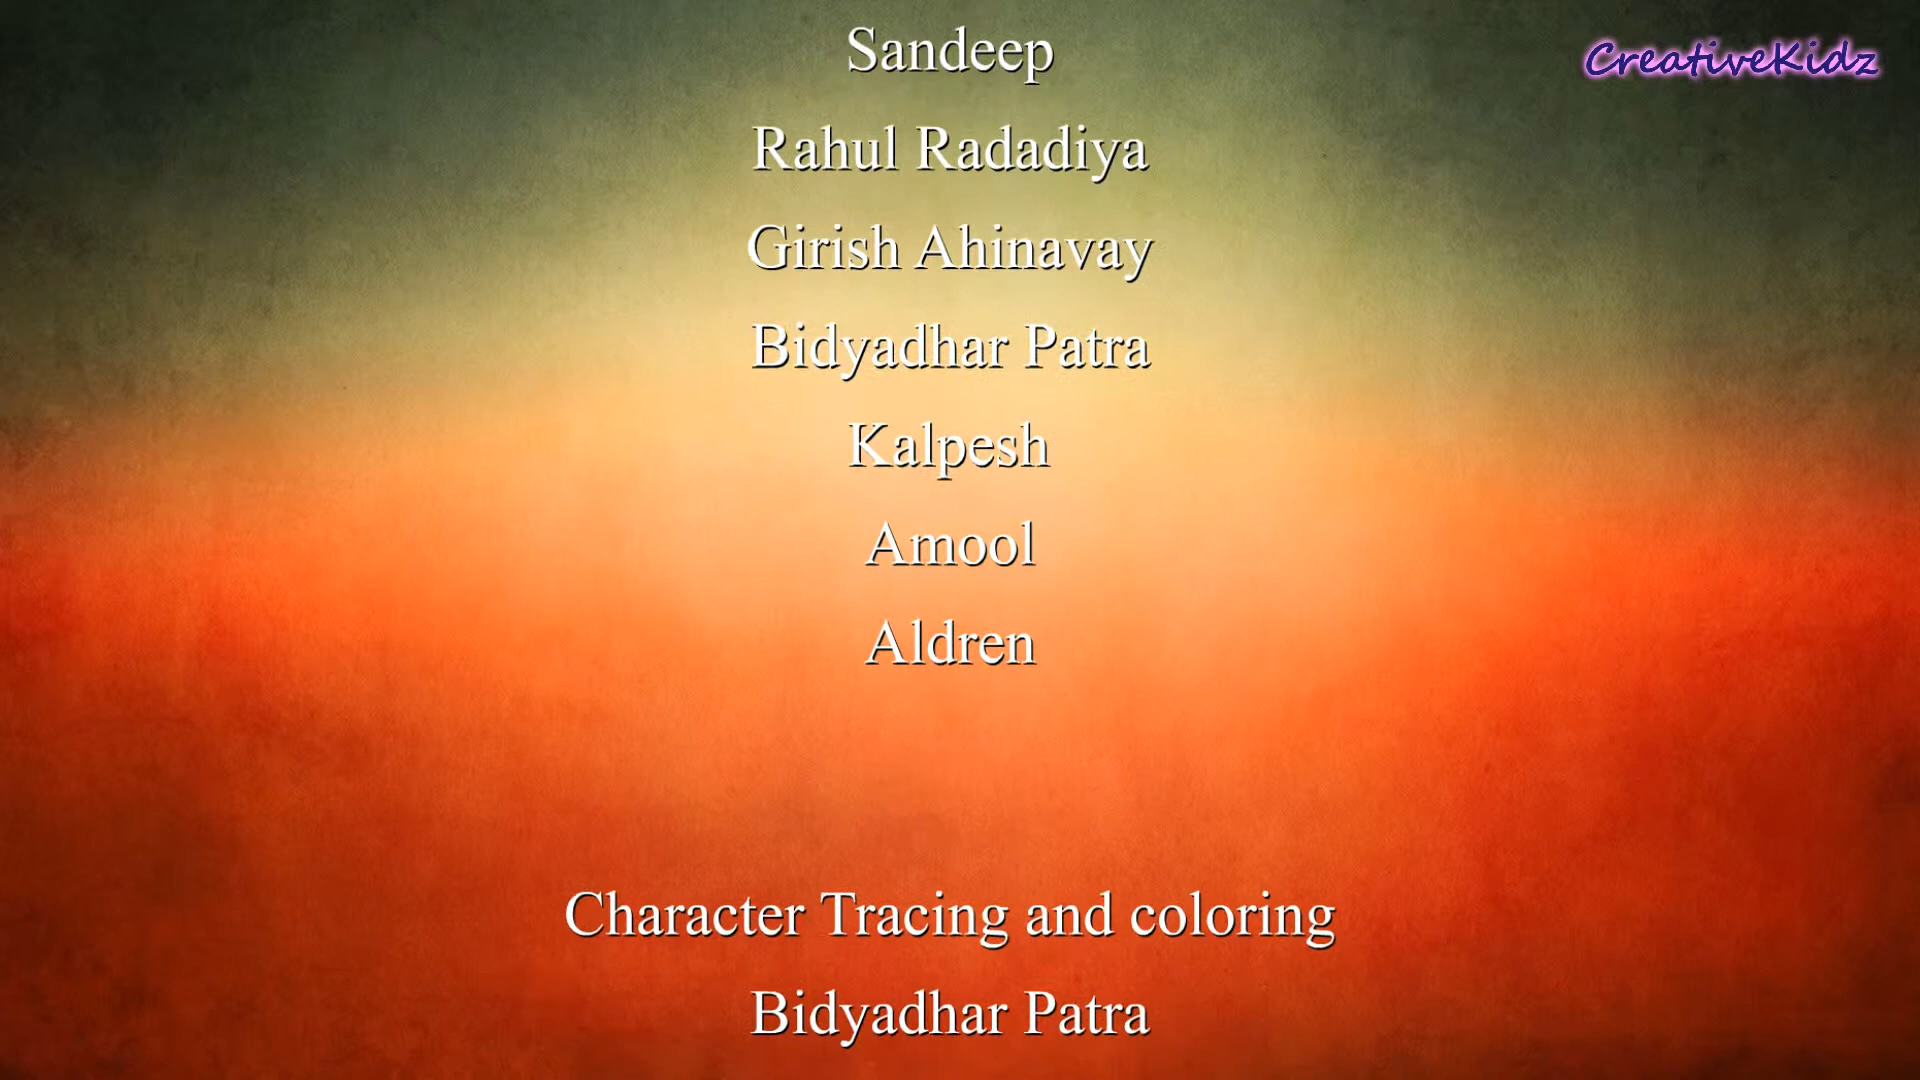 Sandeep
CreativeKidz
Rahul Radadiya
Girish Ahinavay
Bidyadhar Patra
Kalpesh
Amool
Aldren
Character Tracing and coloring
Bidyadhar Patra